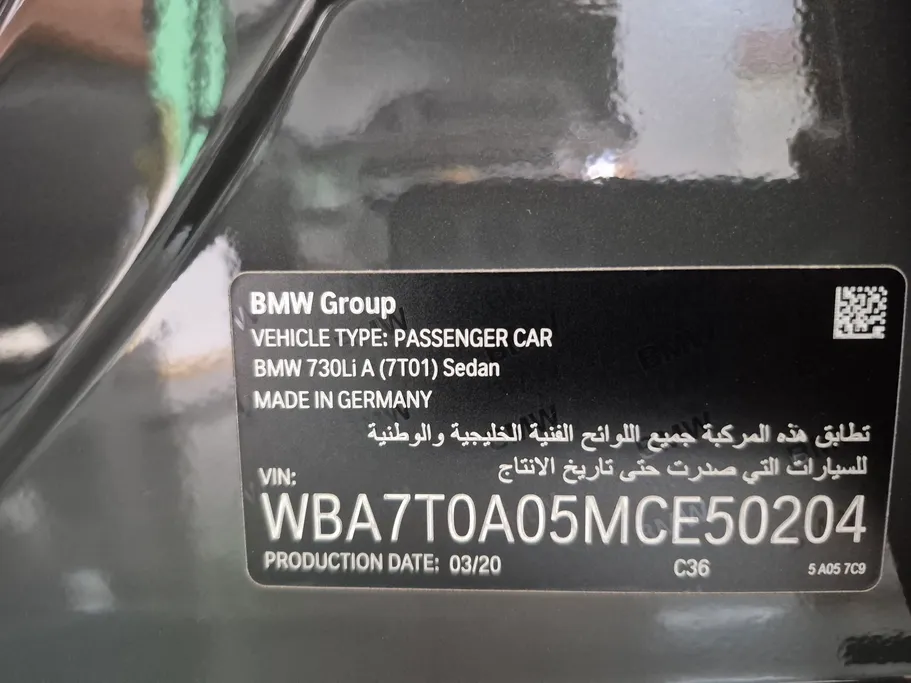 BMW Group
VEHICLE TYPE: PASSENGER CAR
BMW 730Li A (7T01) Sedan
MADE IN GERMANY
تطابق هذه المركبة جميع اللوائح الفنية الخليجية والوطنية
للسيارات التي صدرت حتى تاريخ الانتاج
VIN:
WBA7T0A05MCE50204
PRODUCTION DATE: 03/20
C36
5 A05 7C9